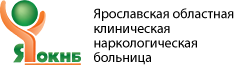 ЯОКНБ
Ярославская областная
клиническая
наркологическая
больница